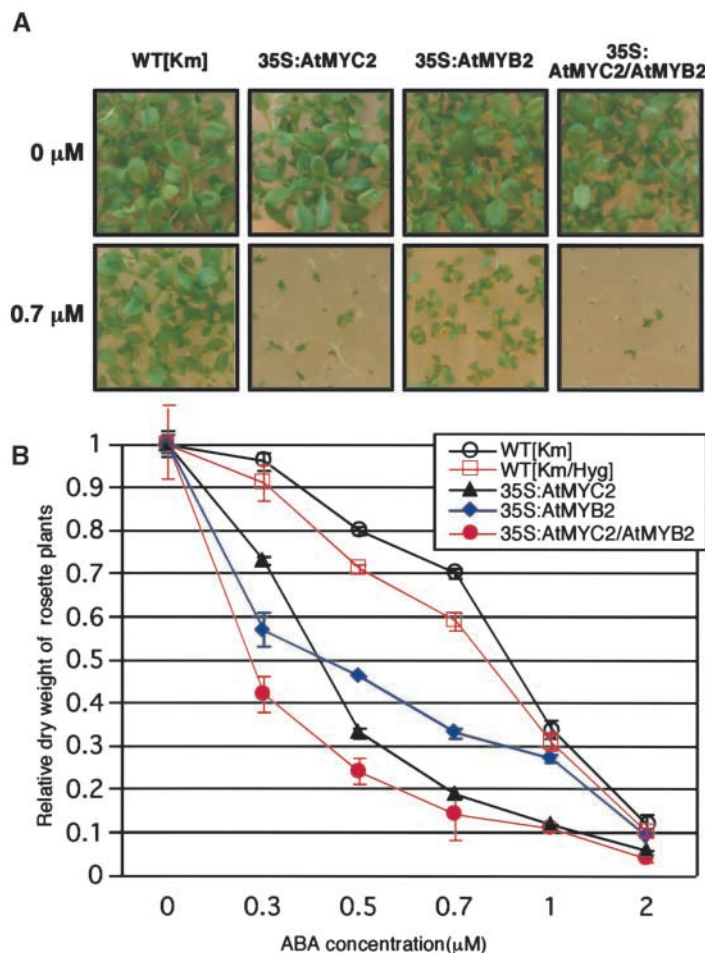 A
WT[Km] 35S:AtMYC2 35S:AtMYB2 35S:
AtMYC2/AtMYB2
0 μM
0.7 μM
B
WT[Km]
WT[Km/Hyg]
35S:AtMYC2
35S:AtMYB2
35S:AtMYC2/AtMYB2
Relative dry weight of rosette plants
1
0.9
0.8
0.7
0.6
0.5
0.4
0.3
0.2
0.1
0
0 0.3 0.5 0.7 1 2
ABA concentration(μM)